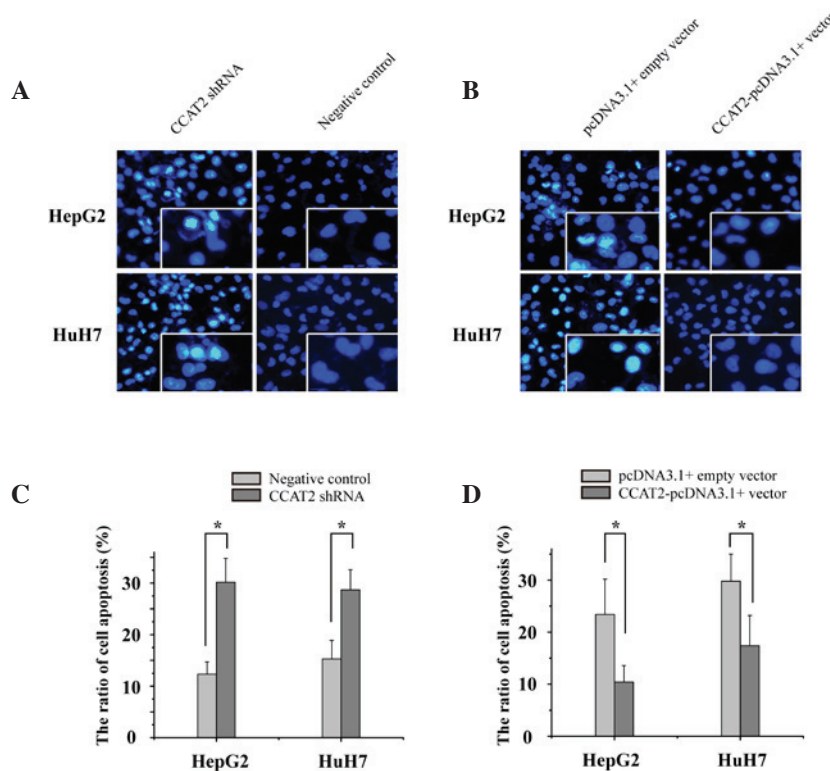 A
CCAT2 shRNA
Negative control
HepG2
HuH7
B
pcDNA3.1+ empty vector
CCAT2-pcDNA3.1+ vector
HepG2
HuH7
C
Negative control
CCAT2 shRNA
The ratio of cell apoptosis (%)
30
20
10
0
* *
HepG2 HuH7
D
pcDNA3.1+ empty vector
CCAT2-pcDNA3.1+ vector
The ratio of cell apoptosis (%)
30
20
10
0
* *
HepG2 HuH7